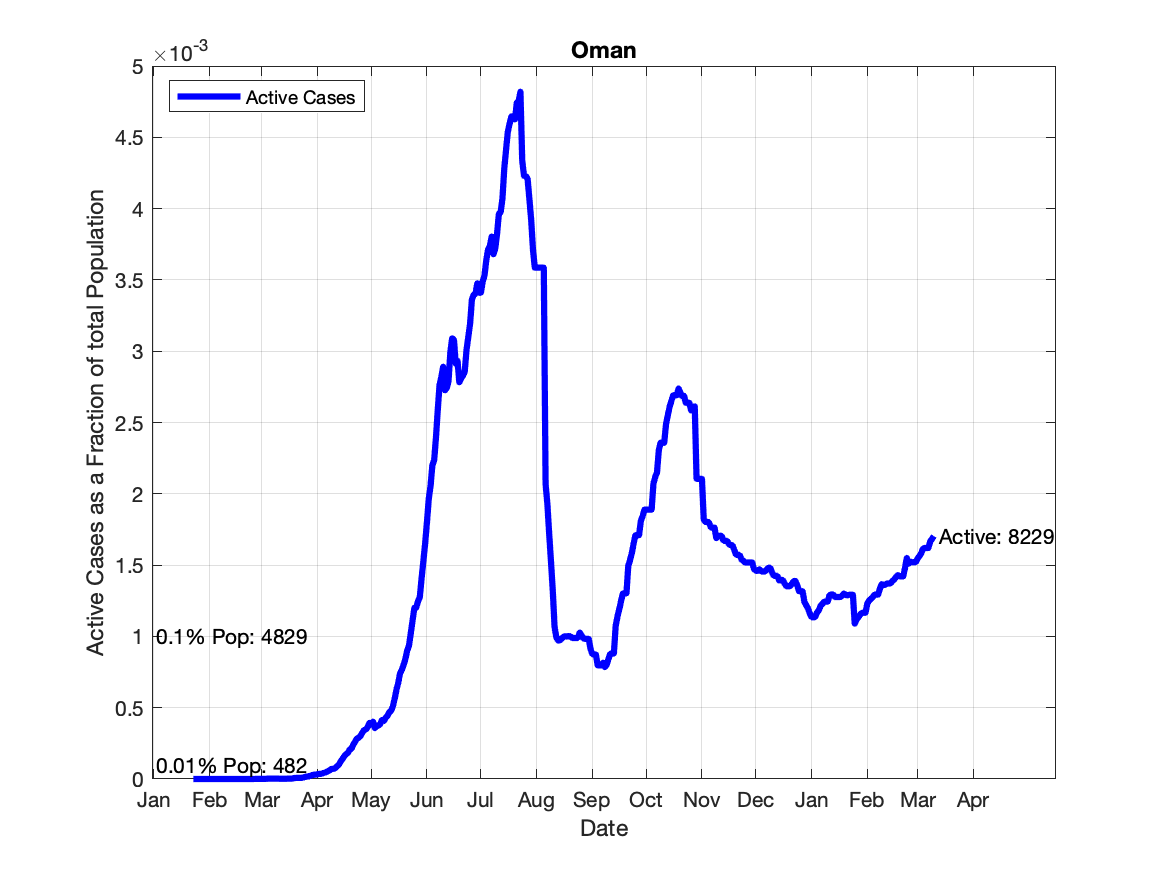 Oman
×10-3
5
4.5
4
3.5
3
2.5
2
1.5
1
0.5
0
Active Cases as a Fraction of total Population
Active Cases
Active: 8229
0.1% Pop: 4829
0.01% Pop: 482
Jan Feb Mar Apr May Jun Jul Aug Sep Oct Nov Dec Jan Feb Mar Apr
Date